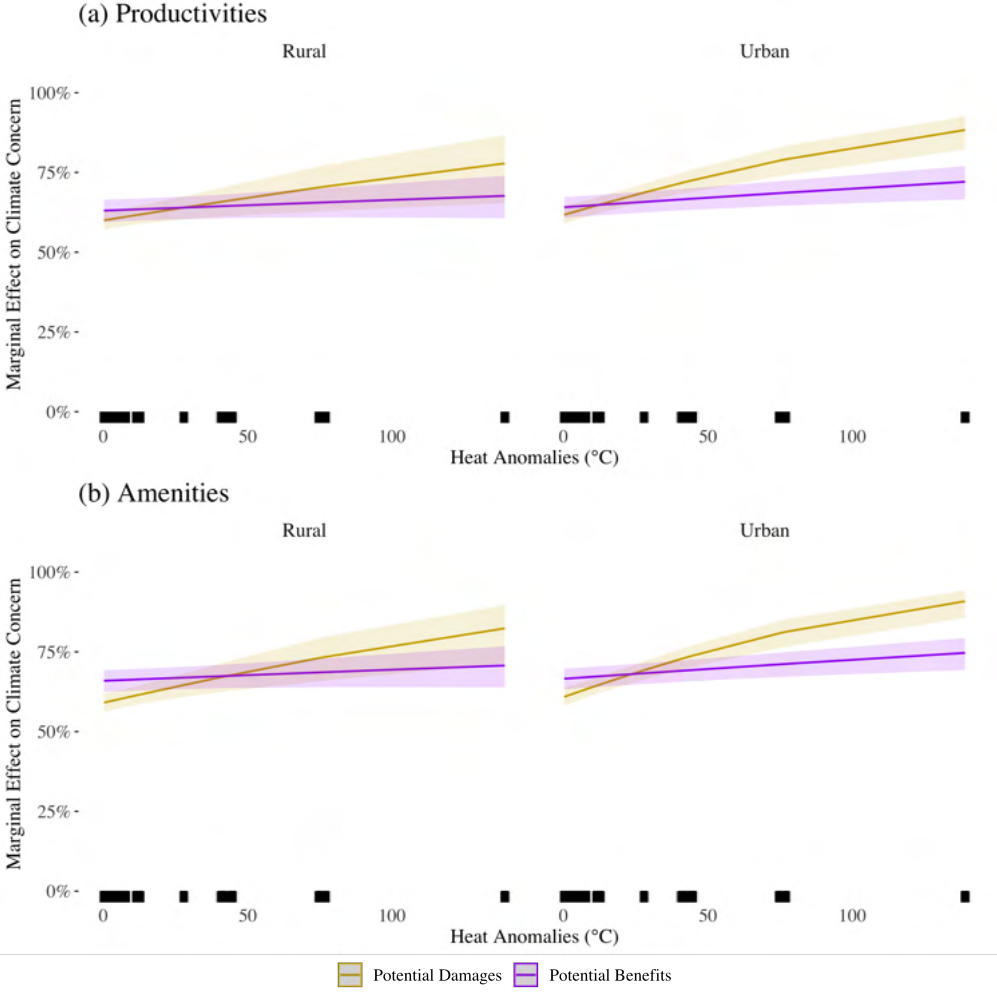 (a) Productivities
Rural
Urban
Marginal Effect on Climate Concern
100%
75%
50%
25%
0%
0
50
100
0
50
100
Heat Anomalies (°C)
(b) Amenities
Rural
Urban
Marginal Effect on Climate Concern
100%
75%
50%
25%
0%
0
50
100
0
50
100
Heat Anomalies (°C)
Potential Damages
Potential Benefits